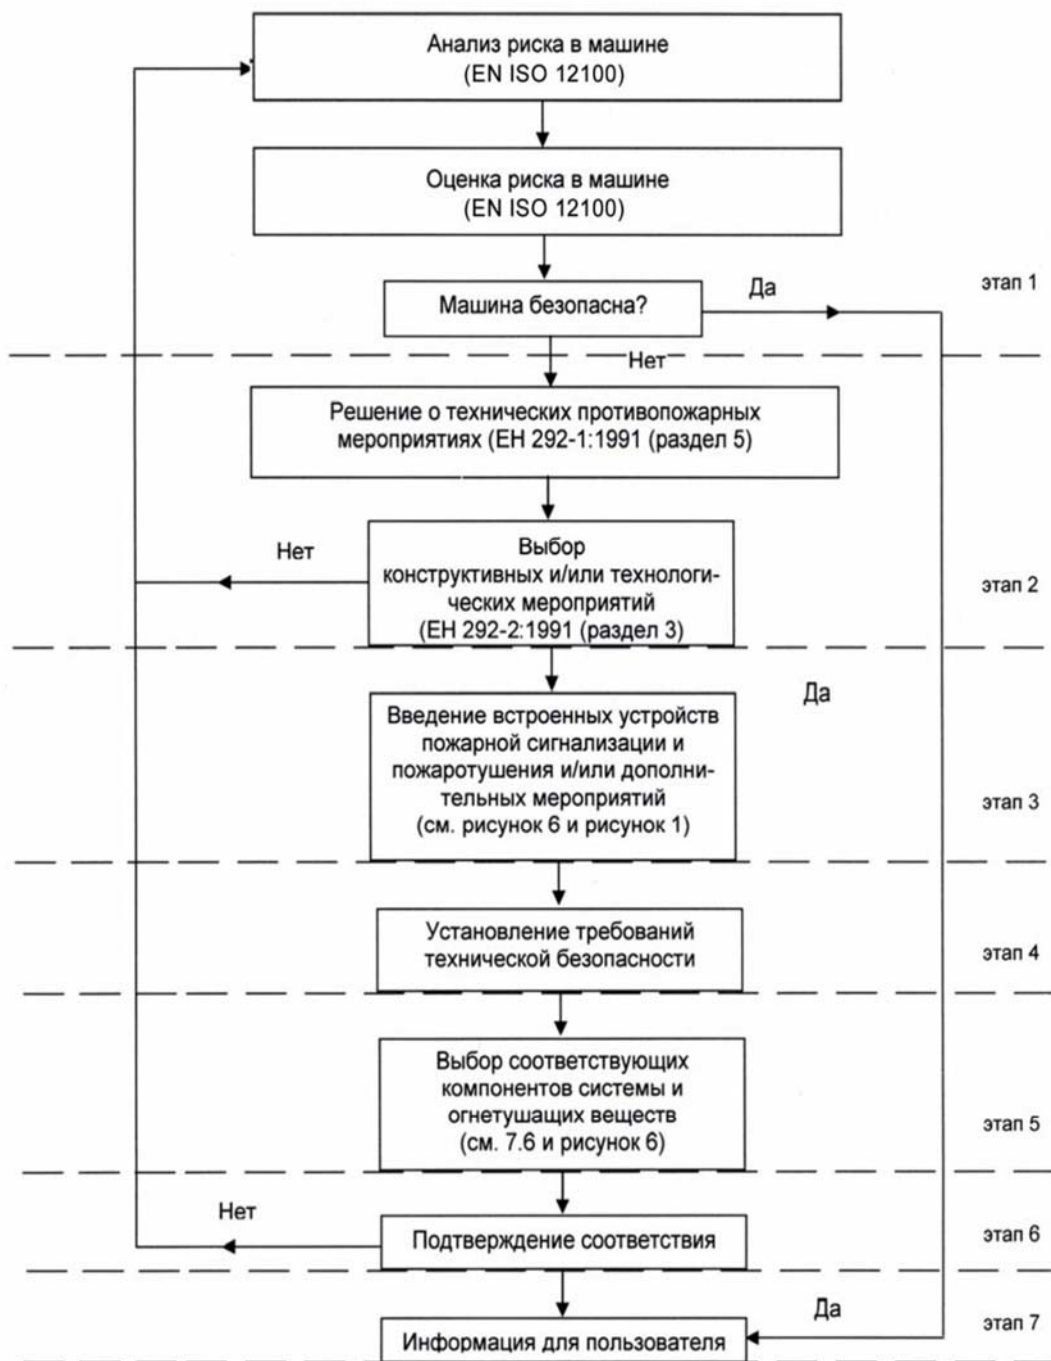 Анализ риска в машине
(EN ISO 12100)
Оценка риска в машине
(EN ISO 12100)
Машина безопасна?
Да
этап 1
Нет
Решение о технических противопожарных
мероприятиях (ЕН 292-1:1991 (раздел 5)
Нет
Выбор
конструктивных и/или технологи-
ческих мероприятий
(ЕН 292-2:1991 (раздел 3)
этап 2
Да
Введение встроенных устройств
пожарной сигнализации и
пожаротушения и/или дополни-
тельных мероприятий
(см. рисунок 6 и рисунок 1)
этап 3
Установление требований
технической безопасности
этап 4
Выбор соответствующих
компонентов системы и
огнетушащих веществ
(см. 7.6 и рисунок 6)
этап 5
Нет
Подтверждение соответствия
этап 6
Да
Информация для пользователя
этап 7